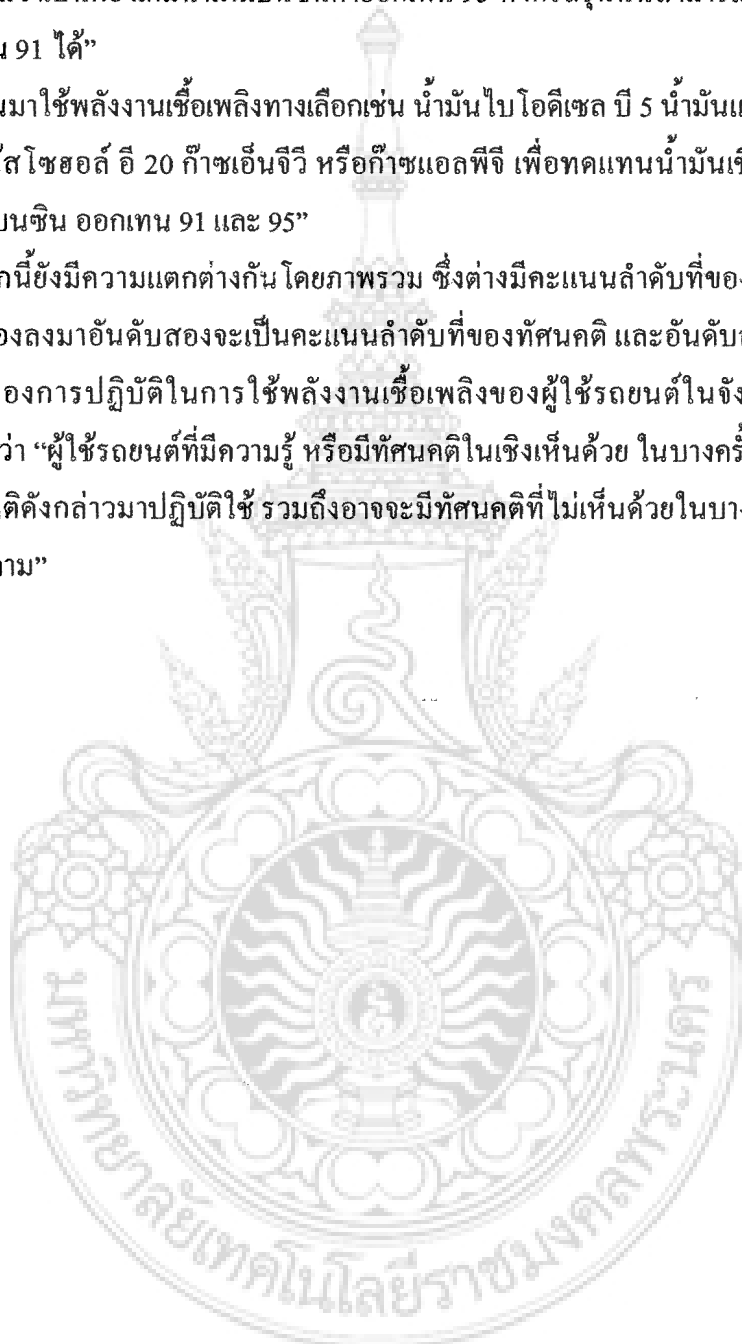 น 91 ได้”
นมาใช้พลังงานเชื้อเพลิงทางเลือกเช่น น้ำมันไบโอดีเซล บี 5 น้ำมันแ
๊สโซฮอล์ อี 20 ก๊าซเอ็นจีวี หรือก๊าซแอลพีจี เพื่อทดแทนน้ำมันเชื
บนซิน ออกเทน 91 และ 95”
กนี้ยังมีความแตกต่างกันโดยภาพรวม ซึ่งต่างมีคะแนนลำดับที่ของ
องลงมาอันดับสองจะเป็นคะแนนลำดับที่ของทัศนคติ และอันดับ
องการปฏิบัติในการใช้พลังงานเชื้อเพลิงของผู้ใช้รถยนต์ในจัง
ว่า “ผู้ใช้รถยนต์ที่มีความรู้ หรือมีทัศนคติในเชิงเห็นด้วย ในบางครั้
ติดังกล่าวมาปฏิบัติใช้ รวมถึงอาจจะมีทัศนคติที่ไม่เห็นด้วยในบาง
าม”
มหาวิทยาลัยเทคโนโลยีราชมงคลพระนคร